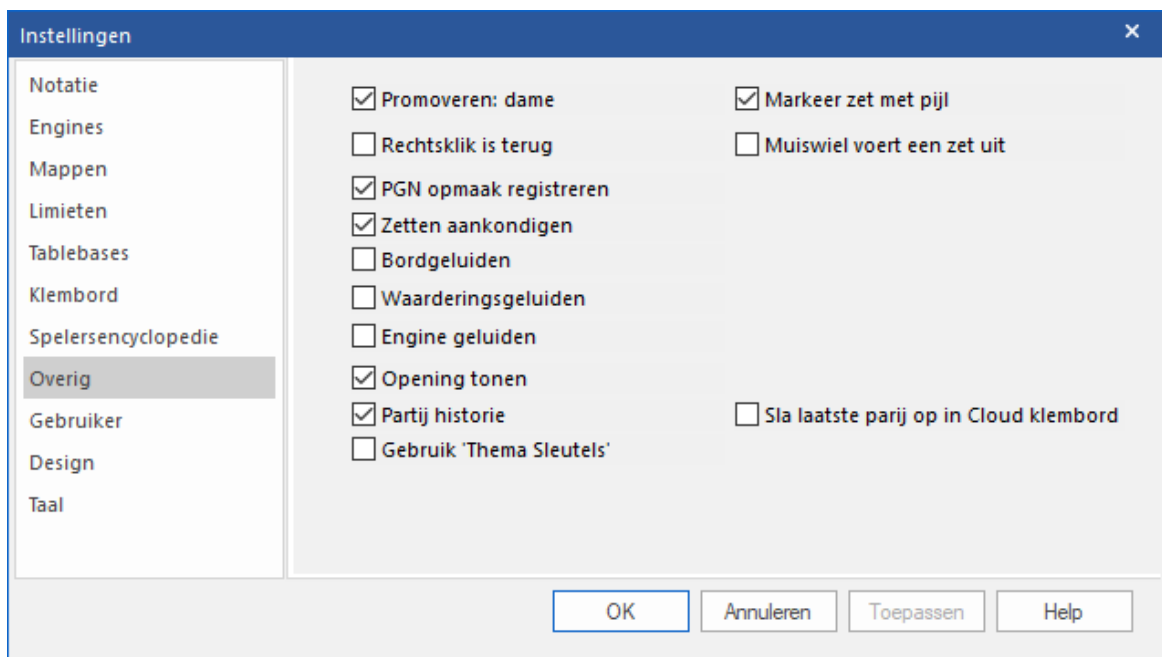 Instellingen
Notatie
Engines
Mappen
Limieten
Tablebases
Klembord
Spelersencyclopedie
Overig
Gebruiker
Design
Taal
Promoveren: dame
Markeer zet met pijl
Rechtsklik is terug
Muiswiel voert een zet uit
PGN opmaak registreren
Zetten aankondigen
Bordgeluiden
Waarderingsgeluiden
Engine geluiden
Opening tonen
Partij historie
Sla laatste parij op in Cloud klembord
Gebruik 'Thema Sleutels'
OK
Annuleren
Toepassen
Help